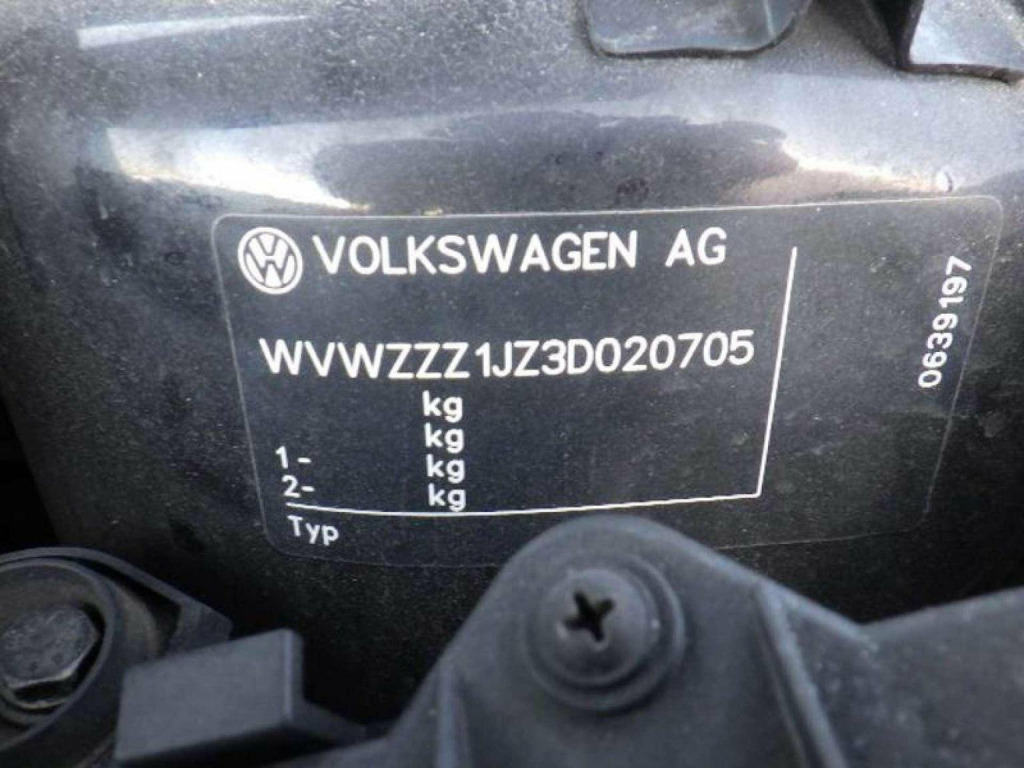 VOLKSWAGEN AG
WVWZZZ1JZ3D020705
kg
kg
1- kg
2- kg
Typ
0639197